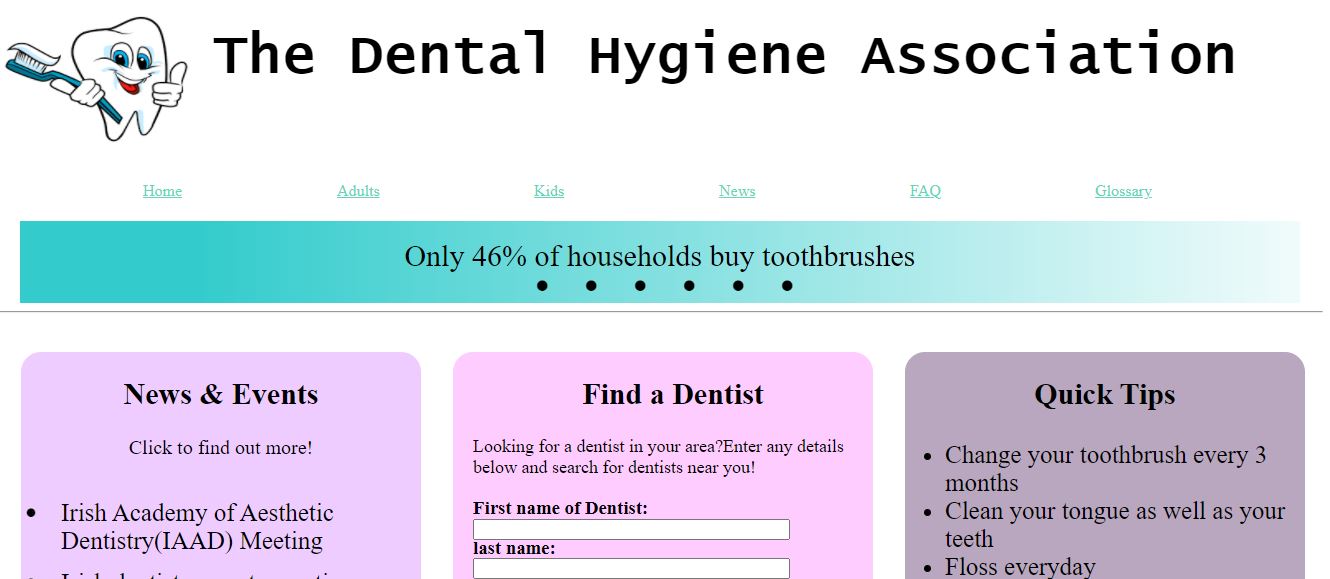 The Dental Hygiene Association
Home Adults Kids News FAQ Glossary
Only 46% of households buy toothbrushes
News & Events
Click to find out more!
Irish Academy of Aesthetic
Dentistry(IAAD) Meeting
Find a Dentist
Looking for a dentist in your area?Enter any details
below and search for dentists near you!
First name of Dentist:
last name:
Quick Tips
Change your toothbrush every 3
months
Clean your tongue as well as your
teeth
Floss everyday